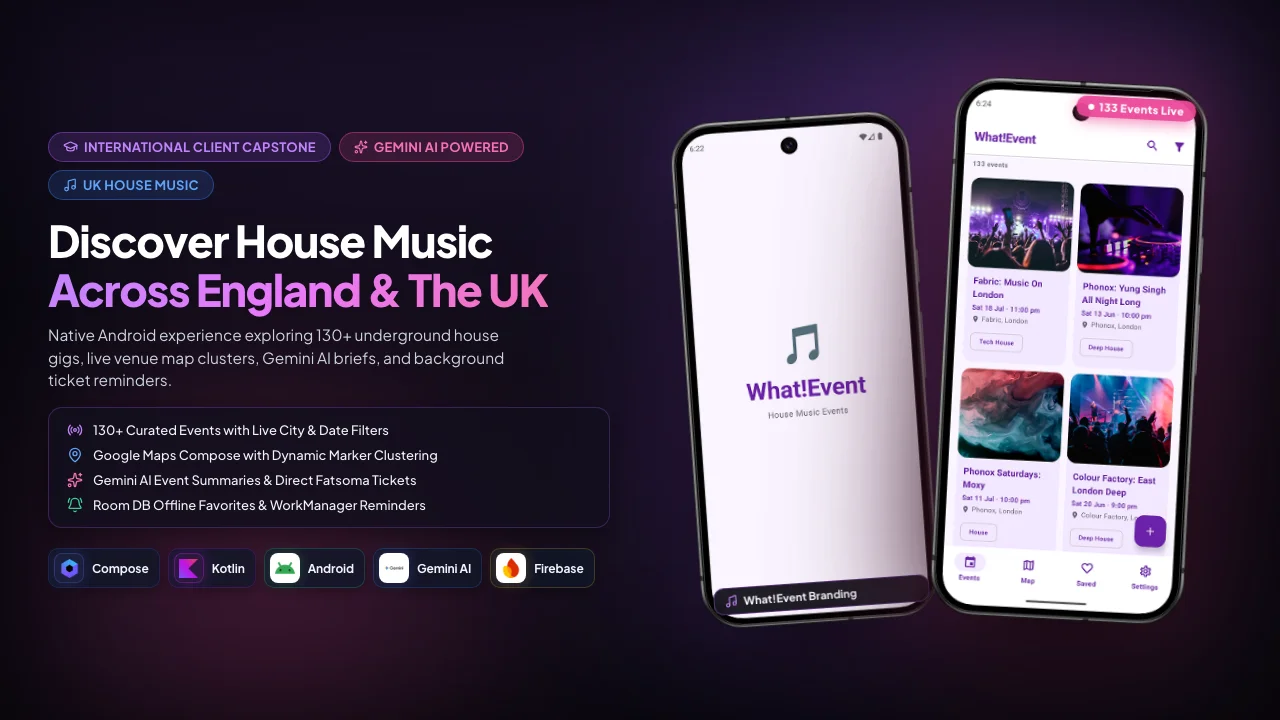 INTERNATIONAL CLIENT CAPSTONE
GEMINI AI POWERED
UK HOUSE MUSIC
Discover House Music
Across England & The UK
Native Android experience exploring 130+ underground house
gigs, live venue map clusters, Gemini AI briefs, and background
ticket reminders.
130+ Curated Events with Live City & Date Filters
Google Maps Compose with Dynamic Marker Clustering
Gemini AI Event Summaries & Direct Fatsoma Tickets
Room DB Offline Favorites & WorkManager Reminders
Compose
Kotlin
Android
Gemini
Gemini AI
Firebase
6:22
What!Event
House Music Events
What!Event Branding
6:24
133 Events Live
What!Event
133 events
Fabric: Music On
London
Sat 18 Jul · 11:00 pm
Fabric, London
Tech House
Phonox: Yung Singh
All Night Long
Sat 13 Jun · 10:00 pm
Phonox, London
Deep House
Phonox Saturdays:
Moxy
Sat 11 Jul · 10:00 pm
Phonox, London
House
Colour Factory: East
London Deep
Sat 20 Jun · 9:00 pm
Colour Factory, Lo
Deep House
+
Events
Map
Saved
Settings